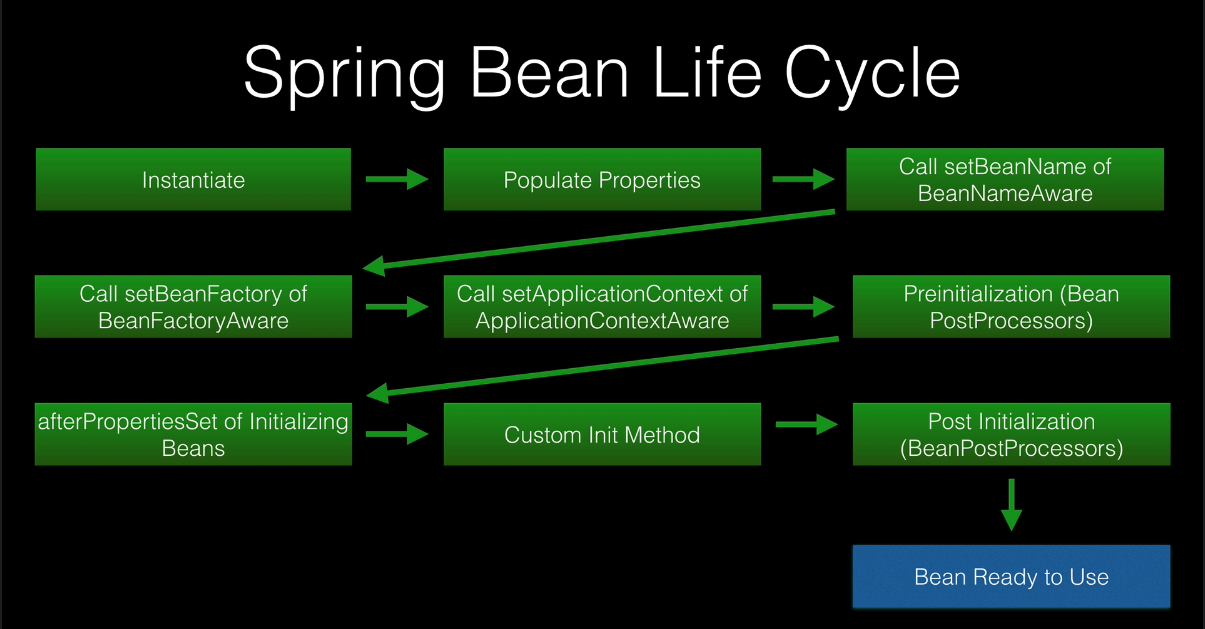 Spring Bean Life Cycle
Instantiate
Populate Properties
Call setBeanName of
BeanNameAware
Call setBeanFactory of
BeanFactoryAware
Call setApplicationContext of
ApplicationContextAware
Preinitialization (Bean
PostProcessors)
afterPropertiesSet of Initializing
Beans
Custom Init Method
Post Initialization
(BeanPostProcessors)
Bean Ready to Use